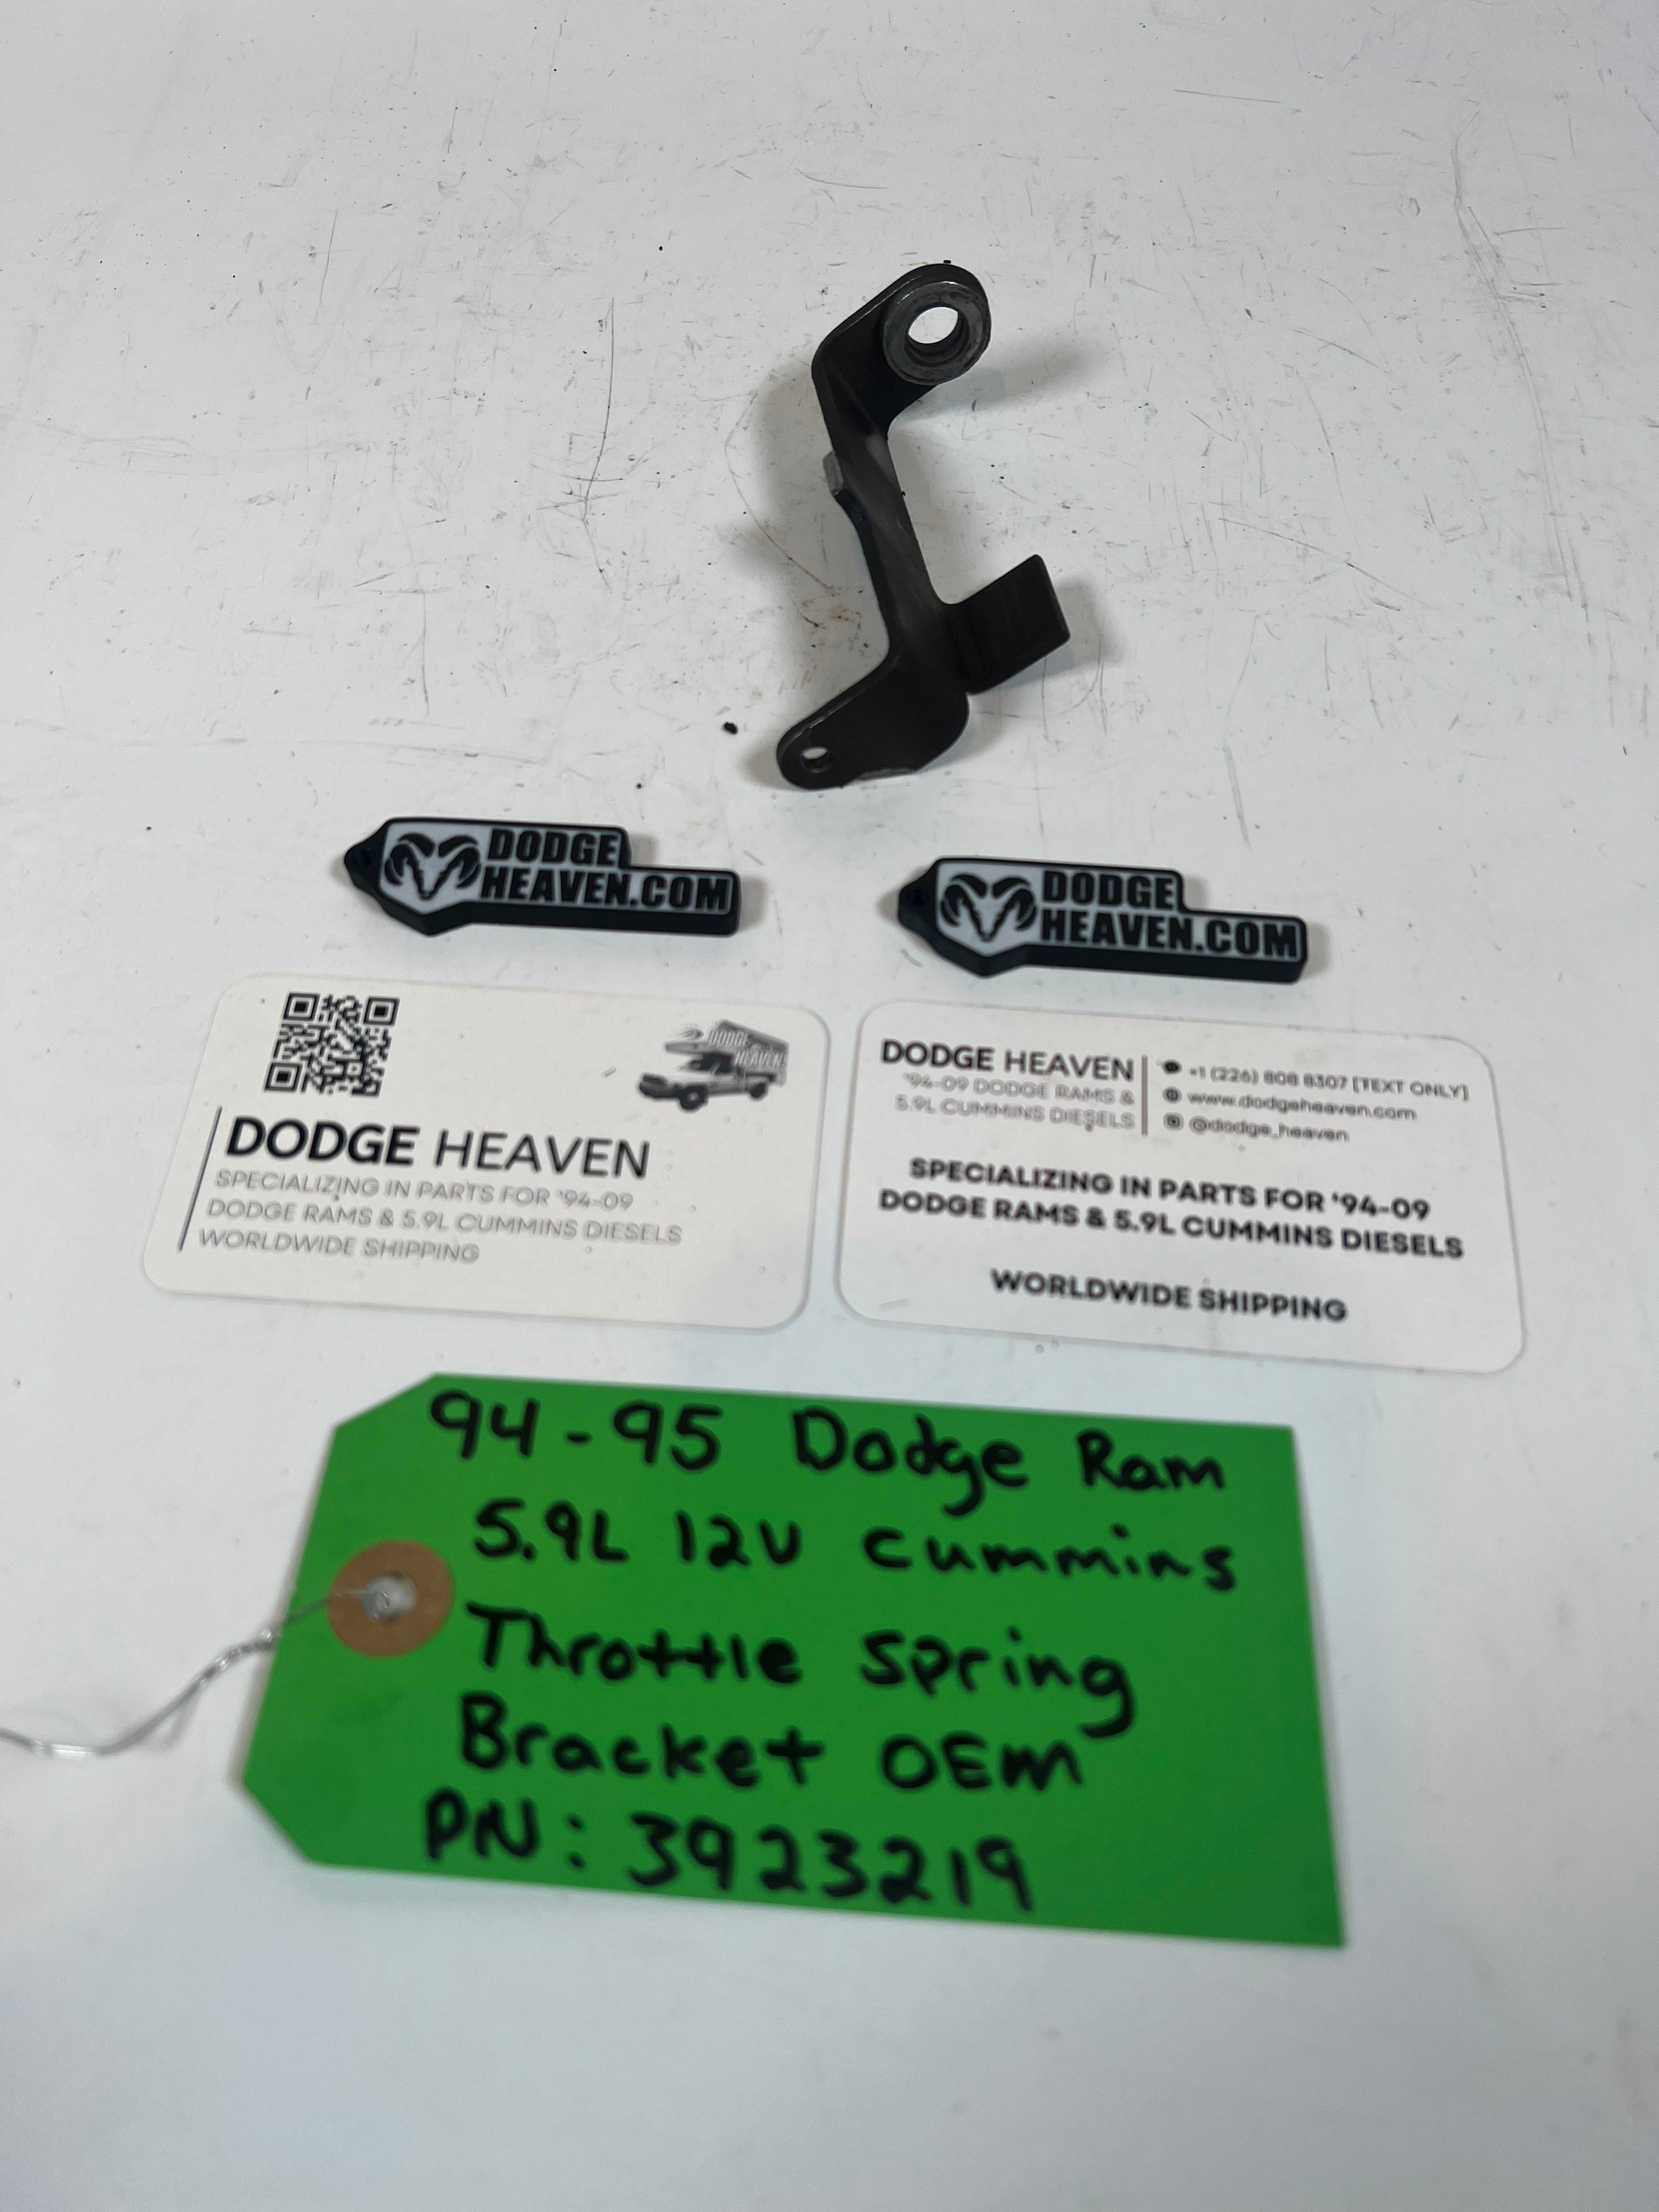 DODGE
HEAVEN.COM
DODGE
HEAVEN.COM
DODGE
HEAVEN
DODGE HEAVEN
SPECIALIZING IN PARTS FOR '94-09
DODGE RAMS & 5.9L CUMMINS DIESELS
WORLDWIDE SHIPPING
DODGE HEAVEN
'94-09 DODGE RAMS &
5.9L CUMMINS DIESELS
+1 (226) 808 8307 [TEXT ONLY]
www.dodgeheaven.com
@dodge_heaven
SPECIALIZING IN PARTS FOR '94-09
DODGE RAMS & 5.9L CUMMINS DIESELS
WORLDWIDE SHIPPING
94-95 Dodge Ram
5.9L 12V Cummins
Throttle Spring
Bracket OEM
PN: 3923219